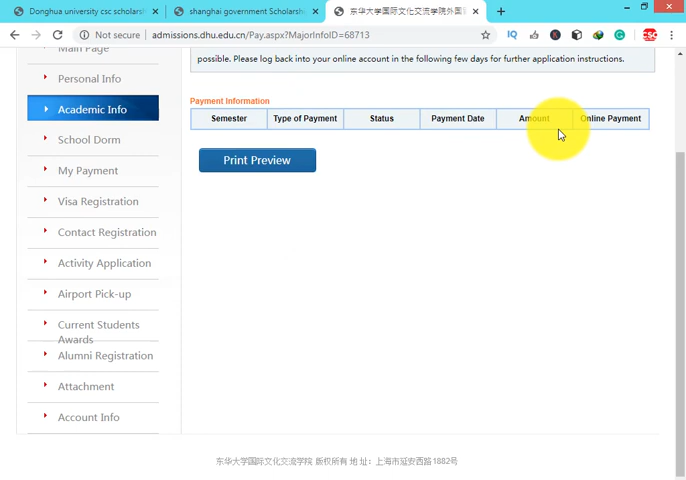 Donghua university csc scholarsh
shanghai government Scholarshi
东华大学国际文化交流学院外国
Not secure
admissions.dhu.edu.cn/Pay.aspx?MajorInfoID=68713
IQ
CSC
Main Page
possible. Please log back into your online account in the following few days for further application instructions.
Personal Info
Academic Info
School Dorm
My Payment
Visa Registration
Contact Registration
Activity Application
Airport Pick-up
Current Students
Awards
Alumni Registration
Attachment
Account Info
Payment Information
Semester Type of Payment Status Payment Date Amount Online Payment
Print Preview
东华大学国际文化交流学院 版权所有 地 址：上海市延安西路1882号